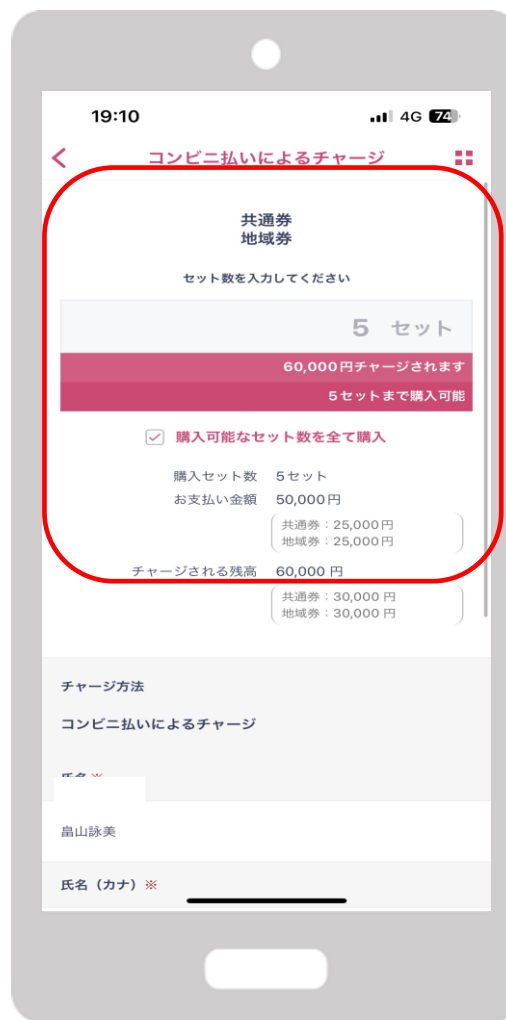 19:10 4G 74
コンビニ払いによるチャージ
共通券
地域券
セット数を入力してください
5 セット
60,000円チャージされます
5セットまで購入可能
購入可能なセット数を全て購入
購入セット数 5セット
お支払い金額 50,000円
共通券：25,000円
地域券：25,000円
チャージされる残高 60,000 円
共通券：30,000 円
地域券：30,000 円
チャージ方法
コンビニ払いによるチャージ
氏名※
畠山詠美
氏名（カナ）※